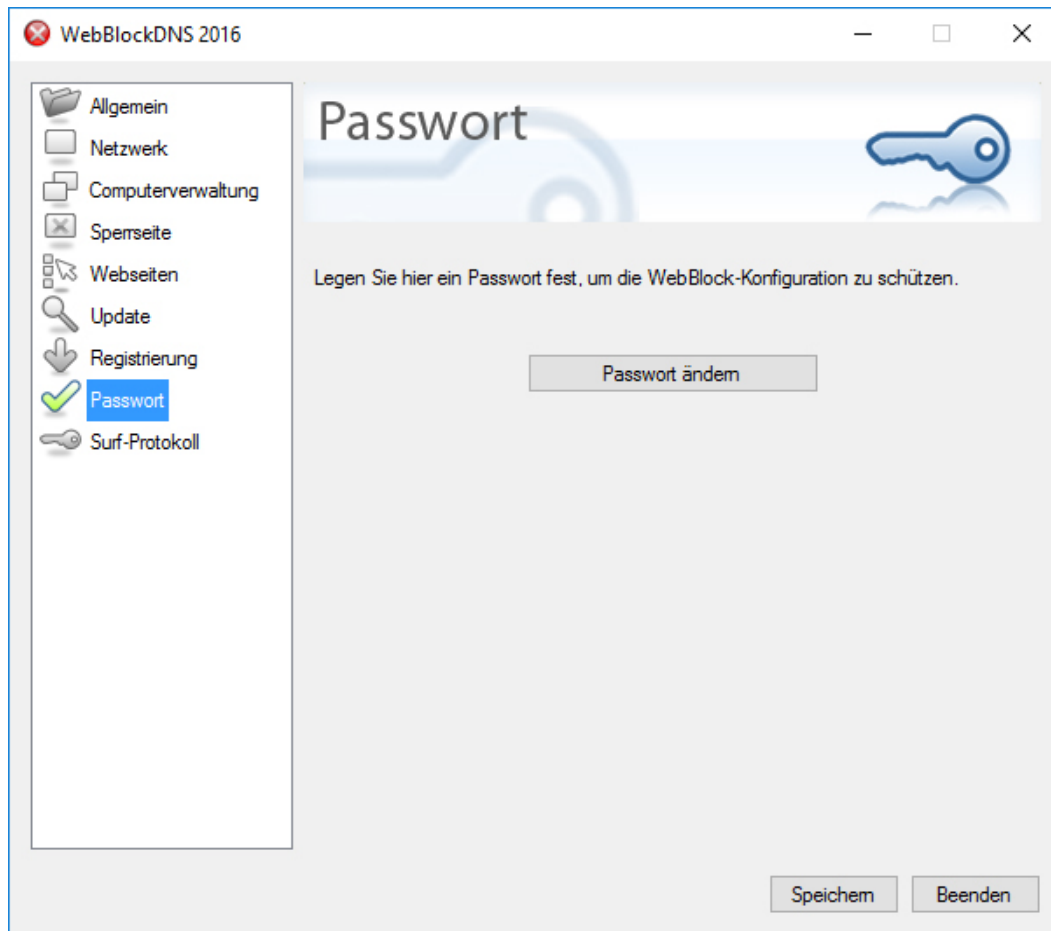 WebBlockDNS 2016
Allgemein
Netzwerk
Computerverwaltung
Sperrseite
Webseiten
Update
Registrierung
Passwort
Surf-Protokoll
Passwort
Legen Sie hier ein Passwort fest, um die WebBlock-Konfiguration zu schützen.
Passwort ändern
Speichern
Beenden